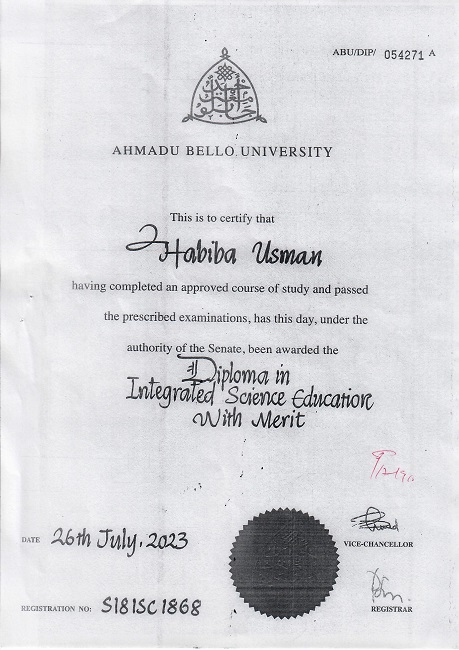 ABU/DIP/ 054271 A
AHMADU BELLO UNIVERSITY
This is to certify that
Habiba Usman
having completed an approved course of study and passed
the prescribed examinations, has this day, under the
authority of the Senate, been awarded the
Diploma in
Integrated Science Education
With Merit
DATE 26th July, 2023
VICE-CHANCELLOR
REGISTRATION NO: S181SC1868
REGISTRAR